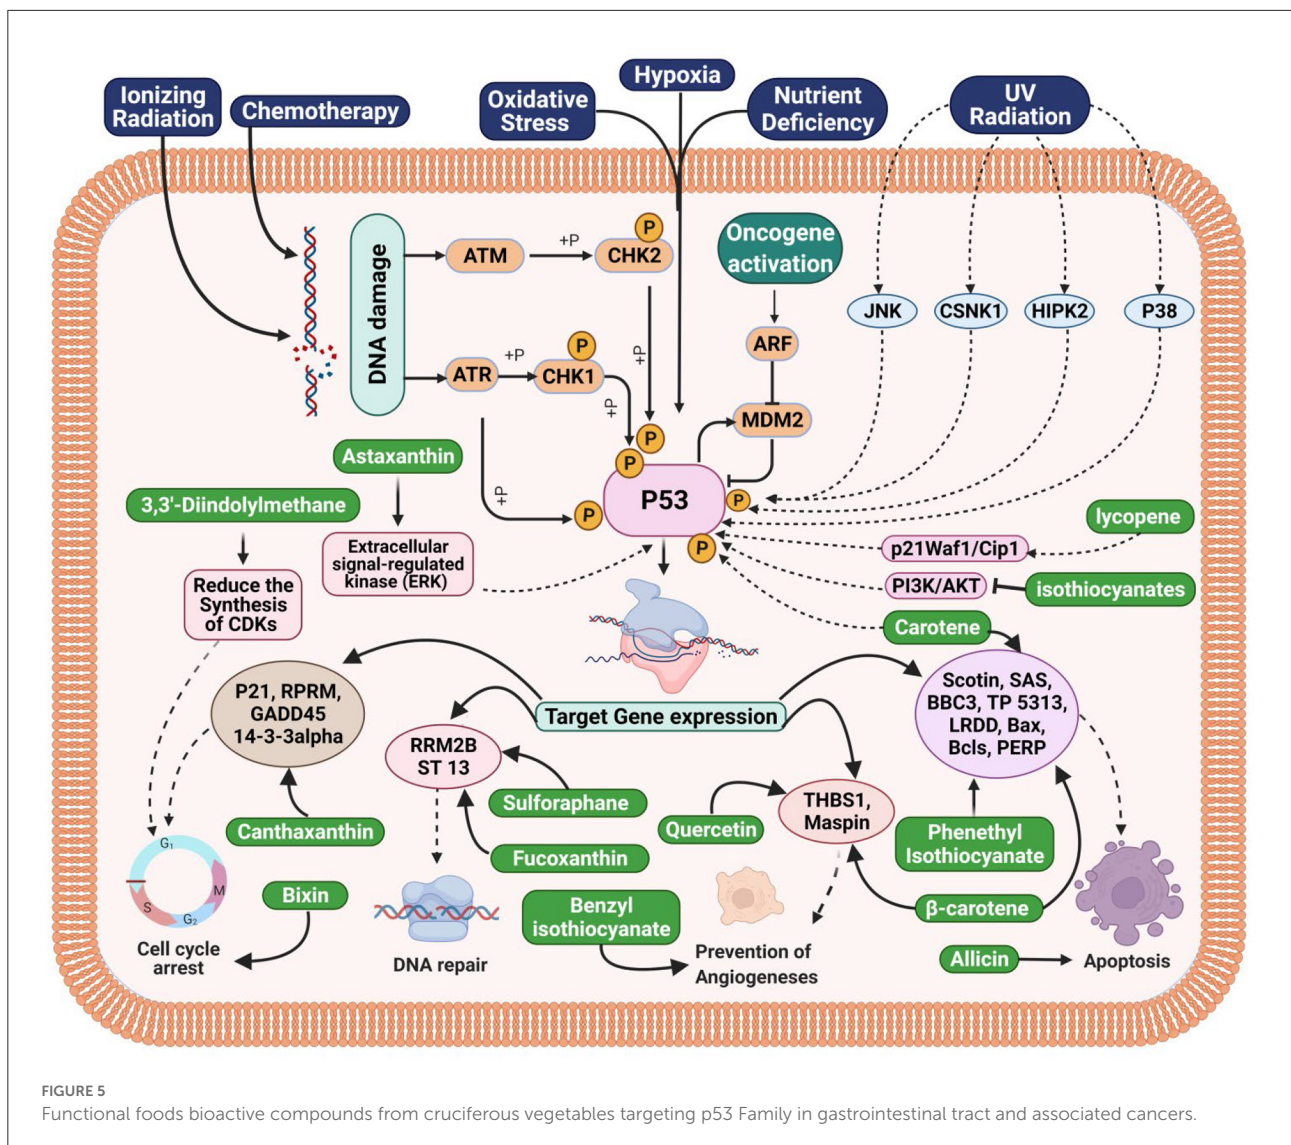 Ionizing
Radiation
Chemotherapy
Oxidative
Stress
Hypoxia
Nutrient
Deficiency
UV
Radiation
DNA damage
ATM
+P
CHK2
P
Oncogene
activation
JNK
CSNK1
HIPK2
P38
ATR
+P
CHK1
P
+P
+P
ARF
MDM2
P
P
P53
P
P
P
+P
Astaxanthin
3,3'-Diindolylmethane
Extracellular
signal-regulated
kinase (ERK)
Reduce the
Synthesis
of CDKs
lycopene
p21Waf1/Cip1
PI3K/AKT
isothiocyanates
Carotene
P21, RPRM,
GADD45
14-3-3alpha
Target Gene expression
Scotin, SAS,
BBC3, TP 5313,
LRDD, Bax,
Bcls, PERP
RRM2B
ST 13
Sulforaphane
THBS1,
Maspin
Canthaxanthin
Quercetin
Phenethyl
Isothiocyanate
Fucoxanthin
G1
M
S
G2
Bixin
Benzyl
isothiocyanate
β-carotene
Cell cycle
arrest
DNA repair
Prevention of
Angiogeneses
Allicin
Apoptosis
FIGURE 5
Functional foods bioactive compounds from cruciferous vegetables targeting p53 Family in gastrointestinal tract and associated cancers.